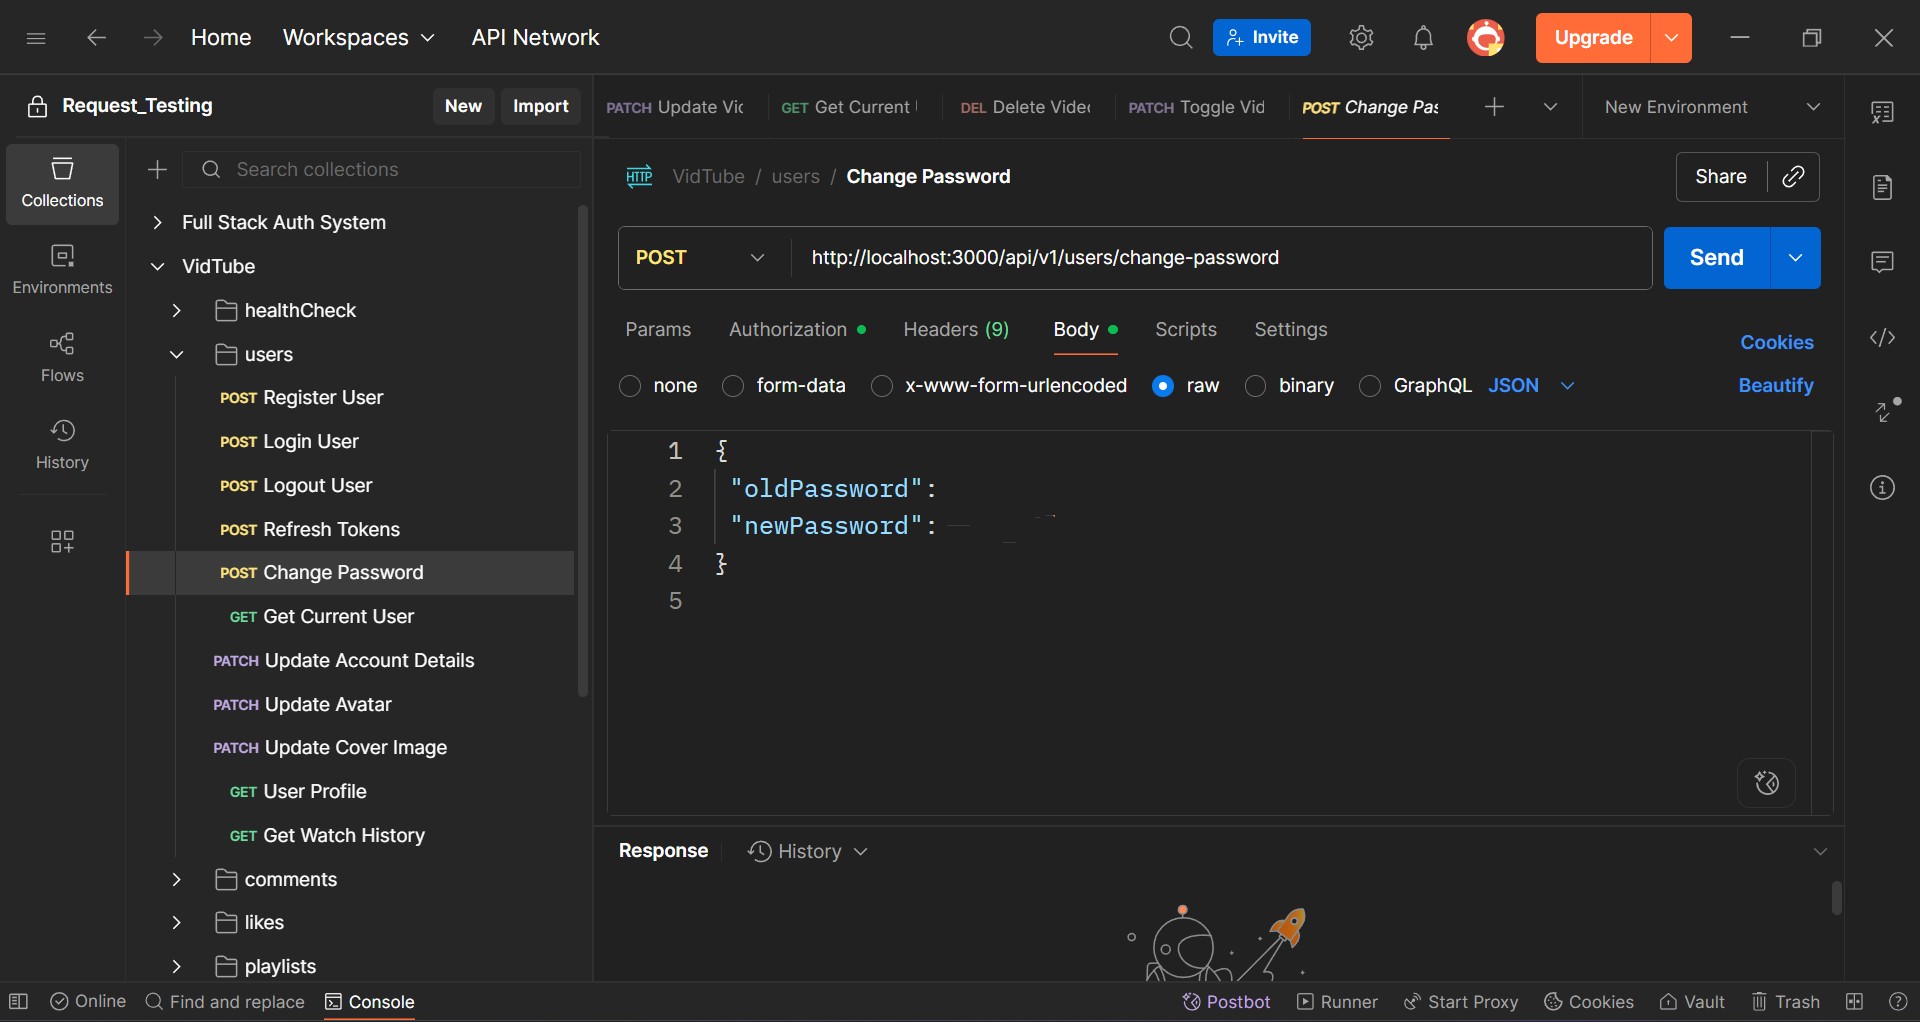 Home Workspaces API Network Invite Upgrade
Request_Testing New Import PATCH Update Vic GET Get Current DEL Delete Videc PATCH Toggle Vid POST Change Pas New Environment
Collections
Environments
Flows
History
Search collections
Full Stack Auth System
VidTube
healthCheck
users
POST Register User
POST Login User
POST Logout User
POST Refresh Tokens
POST Change Password
GET Get Current User
PATCH Update Account Details
PATCH Update Avatar
PATCH Update Cover Image
GET User Profile
GET Get Watch History
comments
likes
playlists
HTTP VidTube / users / Change Password Share
POST http://localhost:3000/api/v1/users/change-password Send
Params Authorization Headers (9) Body Scripts Settings Cookies
none form-data x-www-form-urlencoded raw binary GraphQL JSON Beautify
1 {
2 "oldPassword":
3 "newPassword":
4 }
5
Response History
Online Find and replace Console Postbot Runner Start Proxy Cookies Vault Trash